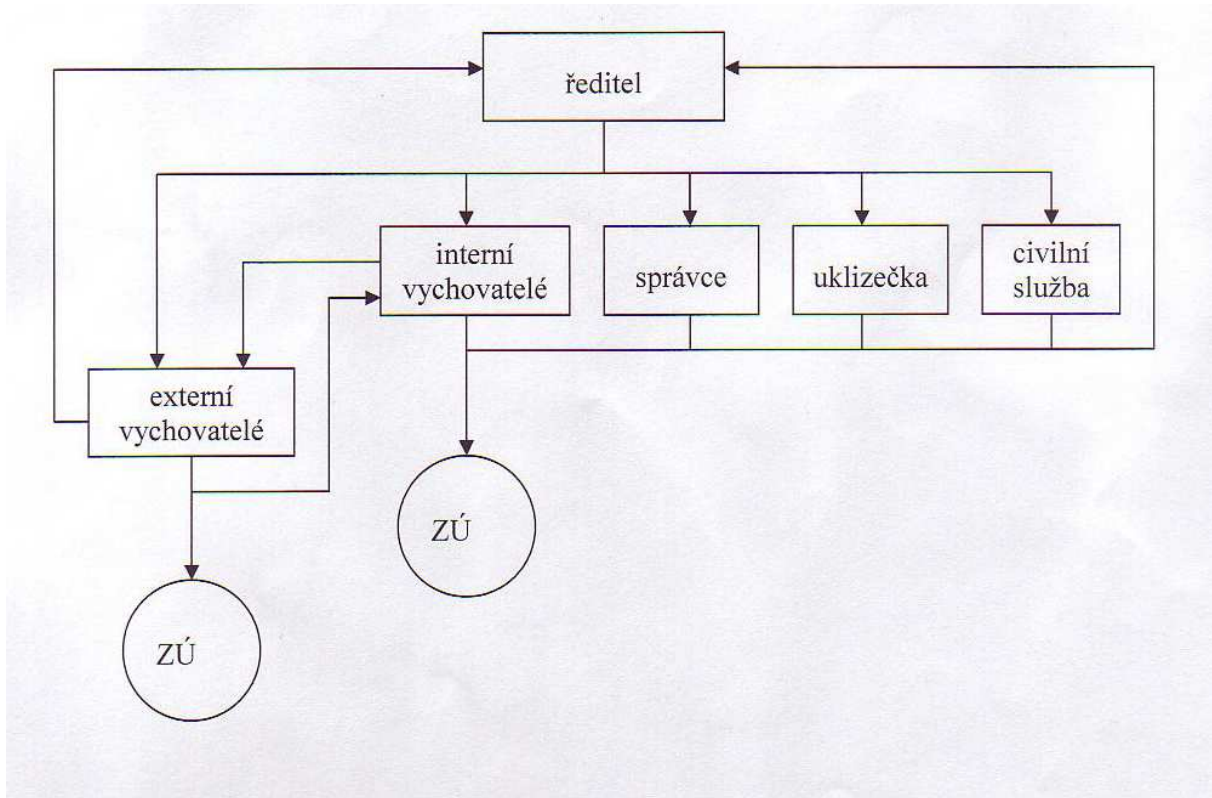 ředitel
interní
vychovatelé
správce
uklizečka
civilní
služba
externí
vychovatelé
ZÚ
ZÚ